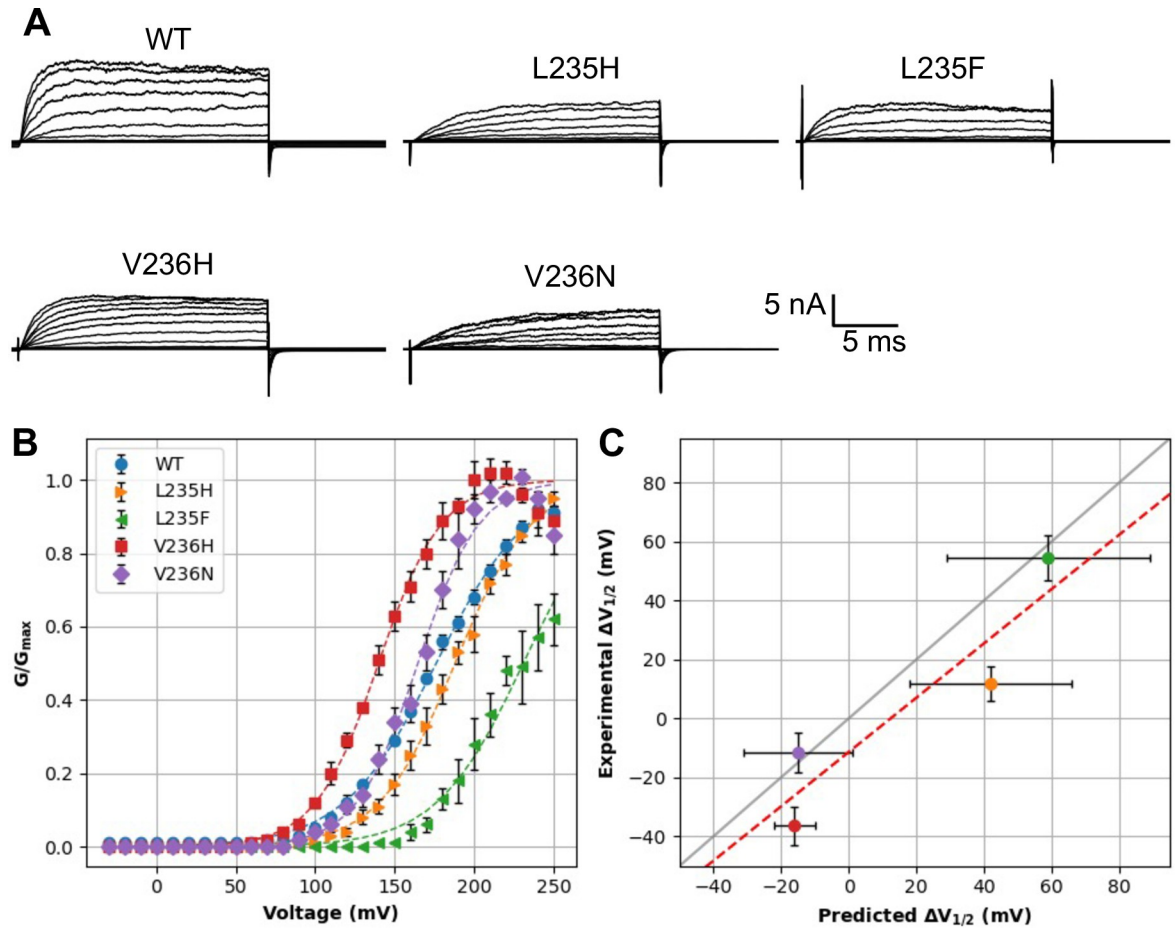 A
WT
L235H
L235F
V236H
V236N
5 nA
5 ms
B
WT
L235H
L235F
V236H
V236N
G/Gmax
1.0
0.8
0.6
0.4
0.2
0.0
0
50
100
150
200
250
Voltage (mV)
C
Experimental ΔV1/2 (mV)
80
60
40
20
0
−20
−40
−40
−20
0
20
40
60
80
Predicted ΔV1/2 (mV)